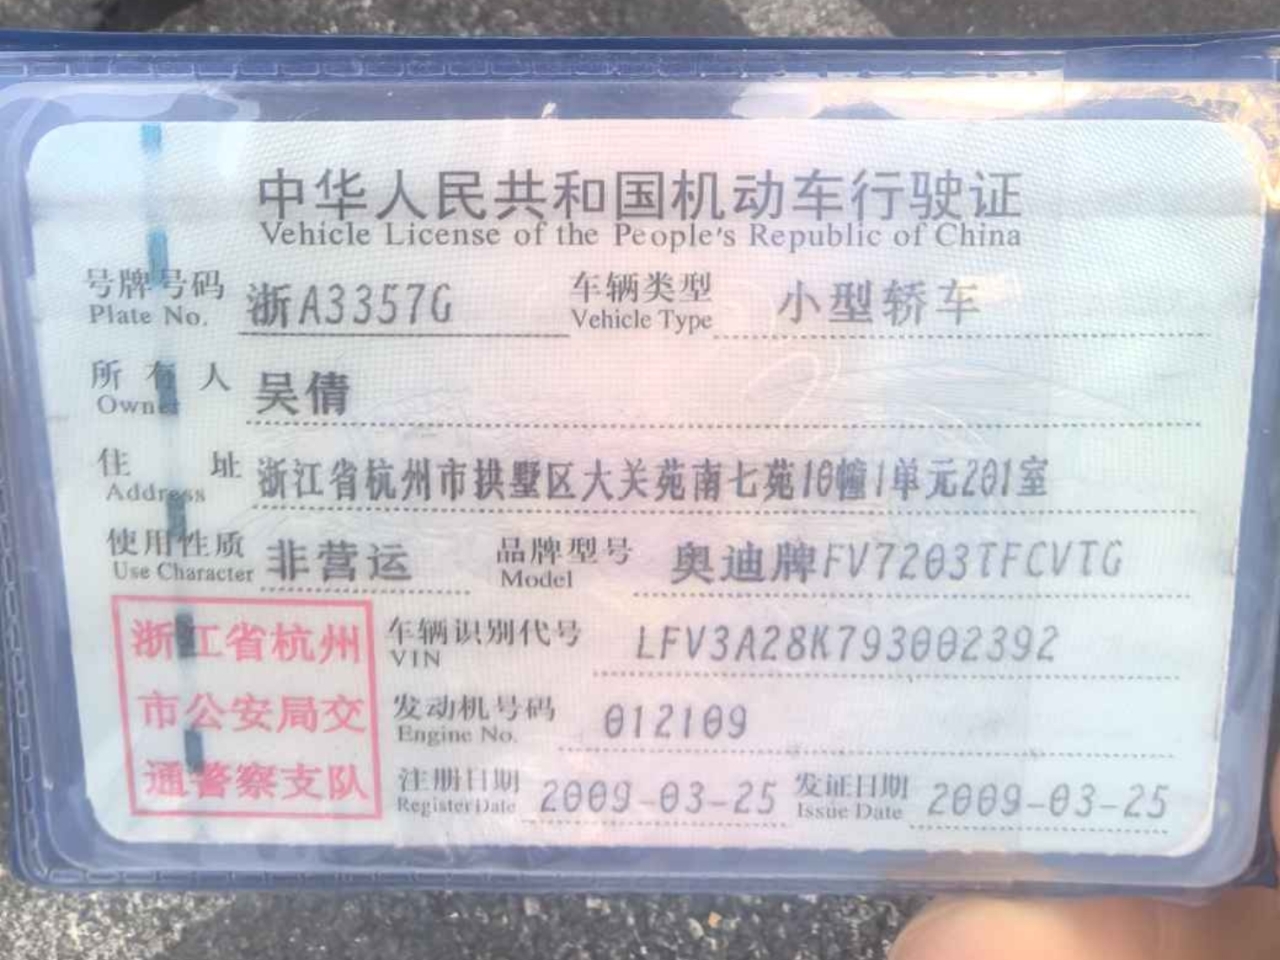 中华人民共和国机动车行驶证
Vehicle License of the People's Republic of China
号牌号码 浙A3357G 车辆类型 小型轿车
Plate No. Vehicle Type
所有人 吴倩
Owner
住址 浙江省杭州市拱墅区大关苑南七苑10幢1单元201室
Address
使用性质 非营运 品牌型号 奥迪牌FV7203TFCVTG
Use Character Model
浙江省杭州
市公安局交
通警察支队
车辆识别代号 LFV3A28K793002392
VIN
发动机号码 012109
Engine No.
注册日期 2009-03-25 发证日期 2009-03-25
Register Date Issue Date